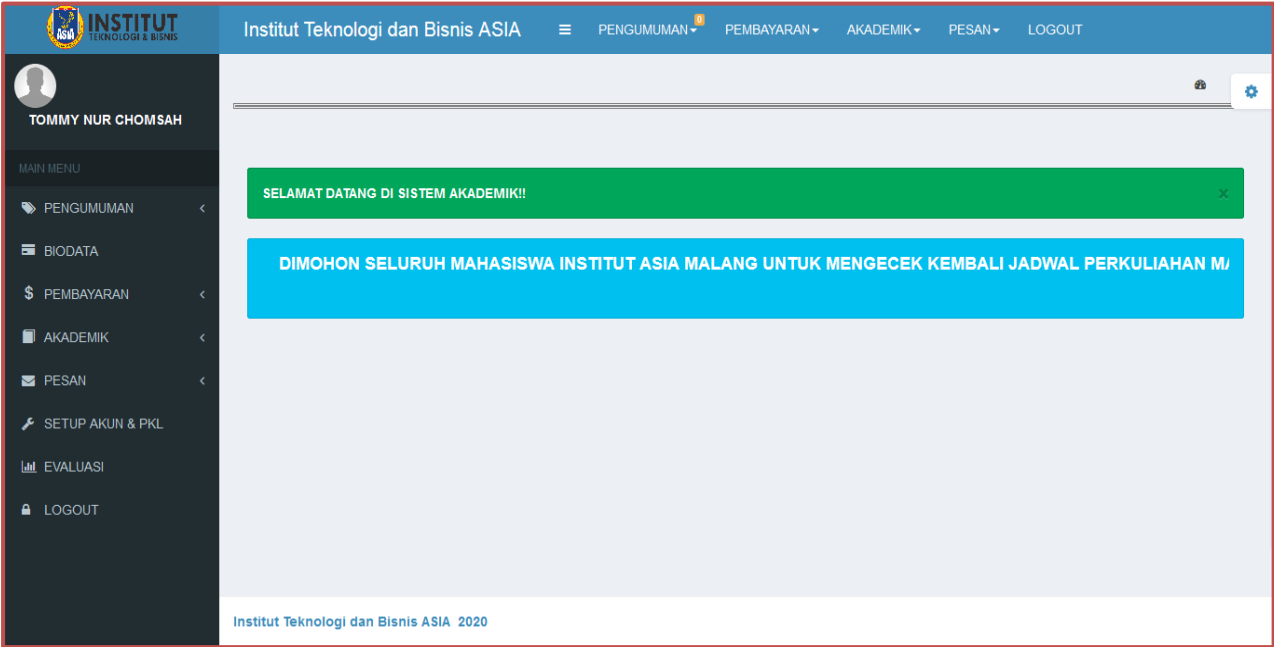 INSTITUT
TEKNOLOGI & BISNIS
ASIA
Institut Teknologi dan Bisnis ASIA
PENGUMUMAN
0
PEMBAYARAN
AKADEMIK
PESAN
LOGOUT
TOMMY NUR CHOMSAH
MAIN MENU
PENGUMUMAN
BIODATA
PEMBAYARAN
AKADEMIK
PESAN
SETUP AKUN & PKL
EVALUASI
LOGOUT
SELAMAT DATANG DI SISTEM AKADEMIK!!
DIMOHON SELURUH MAHASISWA INSTITUT ASIA MALANG UNTUK MENGECEK KEMBALI JADWAL PERKULIAHAN
Institut Teknologi dan Bisnis ASIA 2020